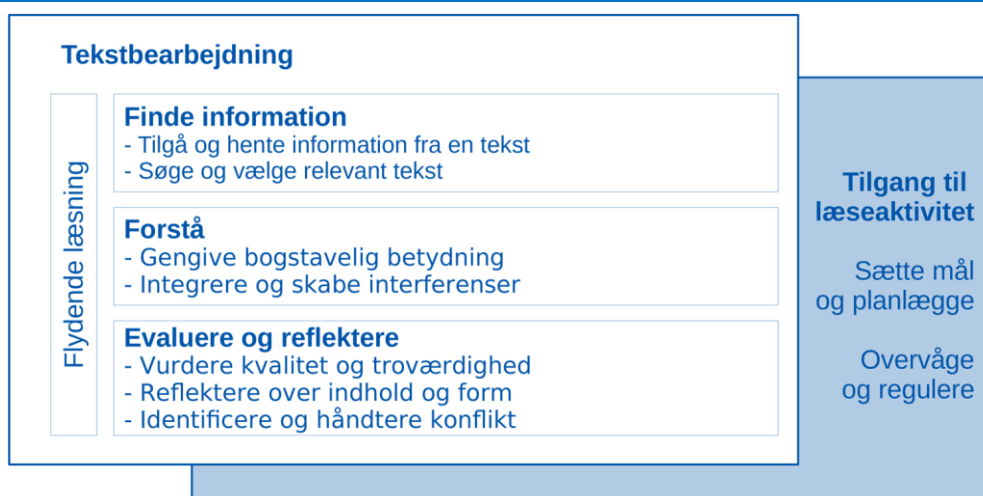 Tekstbearbejdning
Flydende læsning
Finde information
- Tilgå og hente information fra en tekst
- Søge og vælge relevant tekst
Forstå
- Gengive bogstavelig betydning
- Integrere og skabe interferenser
Evaluere og reflektere
- Vurdere kvalitet og troværdighed
- Reflektere over indhold og form
- Identificere og håndtere konflikt
Tilgang til
læseaktivitet
Sætte mål
og planlægge
Overvåge
og regulere